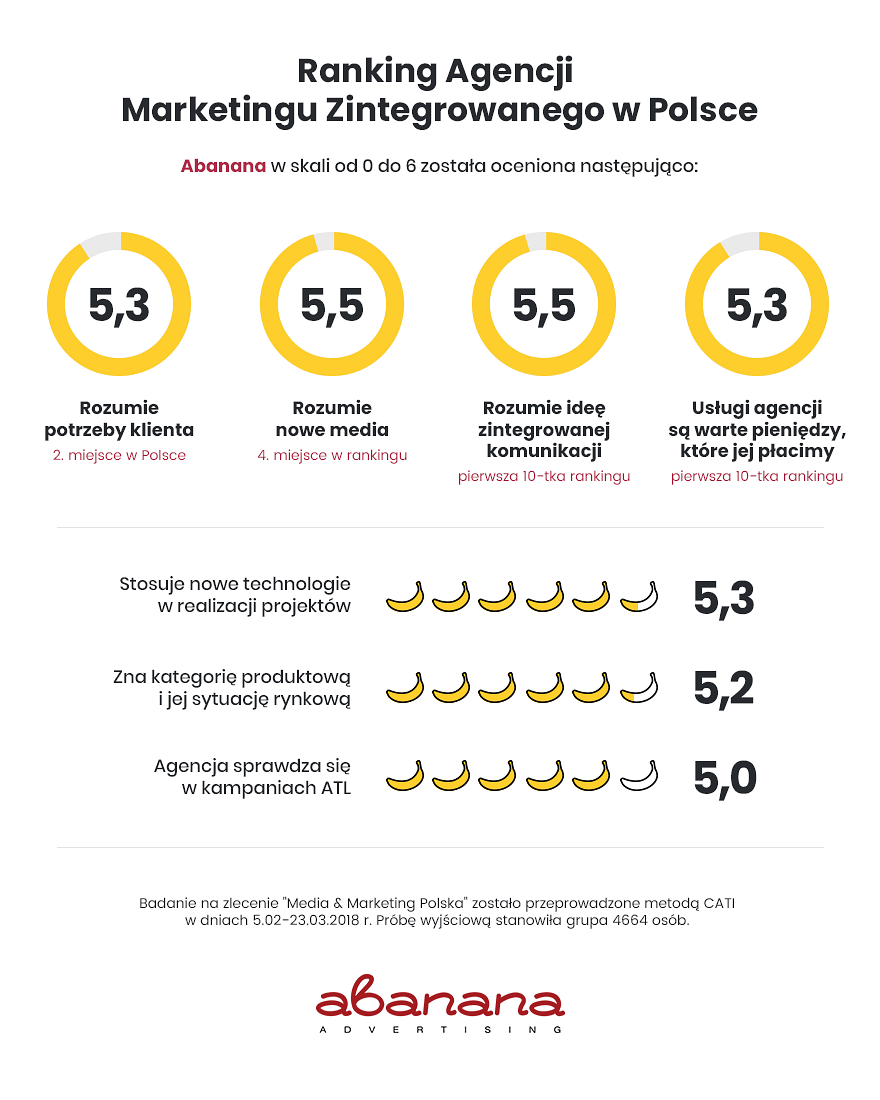 Ranking Agencji
Marketingu Zintegrowanego w Polsce
Abanana w skali od 0 do 6 została oceniona następująco:
5,3
Rozumie
potrzeby klienta
2. miejsce w Polsce
5,5
Rozumie
nowe media
4. miejsce w rankingu
5,5
Rozumie ideę
zintegrowanej
komunikacji
pierwsza 10-tka rankingu
5,3
Usługi agencji
są warte pieniędzy,
które jej płacimy
pierwsza 10-tka rankingu
Stosuje nowe technologie
w realizacji projektów
5,3
Zna kategorię produktową
i jej sytuację rynkową
5,2
Agencja sprawdza się
w kampaniach ATL
5,0
Badanie na zlecenie "Media & Marketing Polska" zostało przeprowadzone metodą CATI
w dniach 5.02-23.03.2018 r. Próbę wyjściową stanowiła grupa 4664 osób.
abanana
ADVERTISING